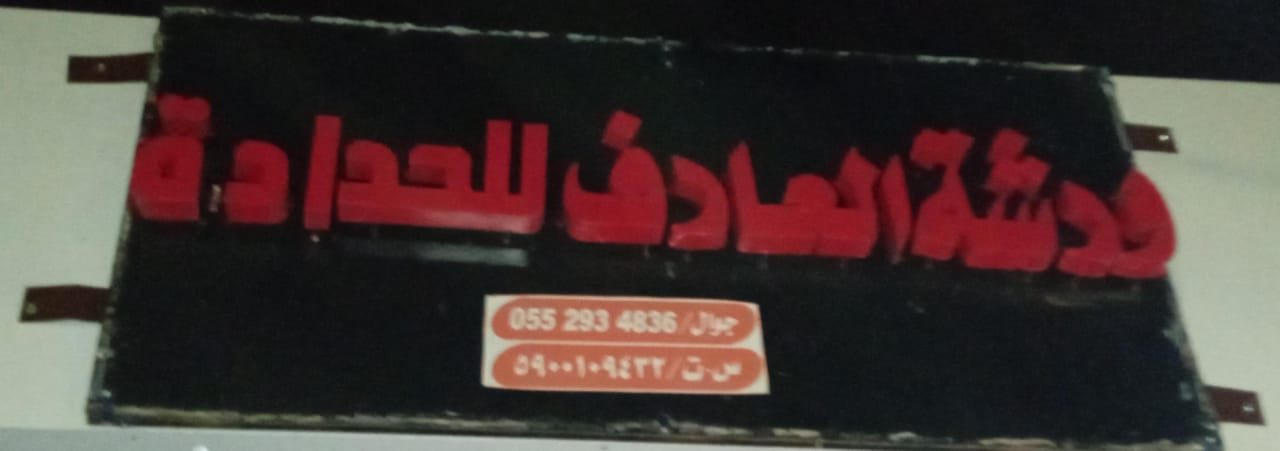 ورشة العارف للحدادة
جوال/ 055 293 4836
س-ت/ ٥٩٠٠١٠٩٤٣٢